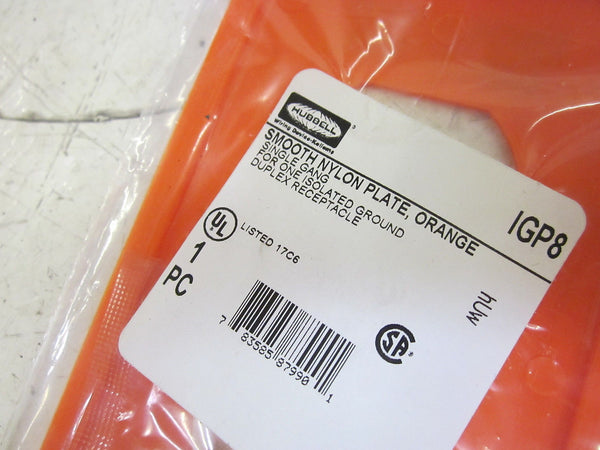 HUBBELL
Wiring Device-Kellems
SMOOTH NYLON PLATE, ORANGE
SINGLE GANG
FOR ONE ISOLATED GROUND
DUPLEX RECEPTACLE
IGP8
UL
LISTED 17C6
1
PC
hUw
SA
7 83585 87990 1